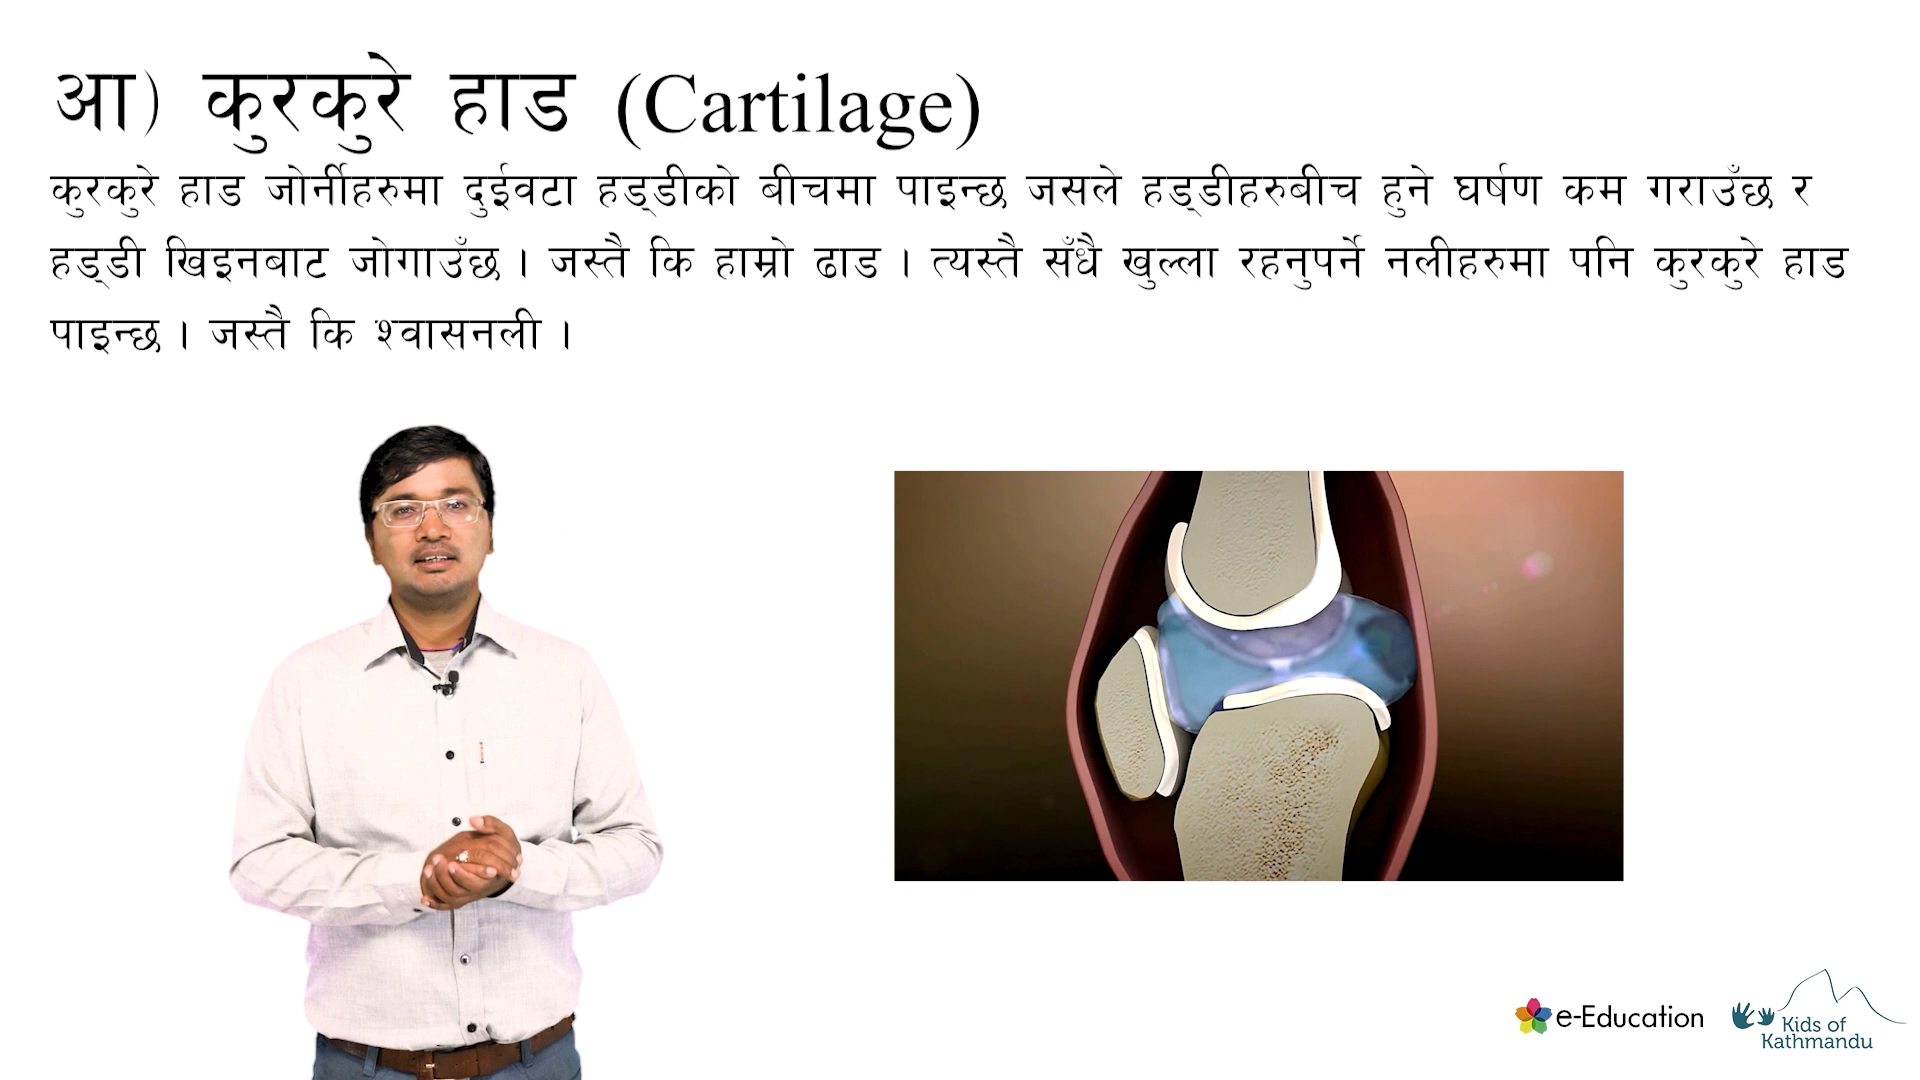 आ) कुरकुरे हाड (Cartilage)
कुरकुरे हाड जोर्नीहरुमा दुईवटा हड्डीको बीचमा पाइन्छ जसले हड्डीहरुबीच हुने घर्षण कम गराउँछ र
हड्डी खिइनबाट जोगाउँछ । जस्तै कि हाम्रो ढाड । त्यस्तै सँधै खुल्ला रहनुपर्ने नलीहरुमा पनि कुरकुरे हाड
पाइन्छ । जस्तै कि श्वासनली ।
e-Education
Kids of
Kathmandu